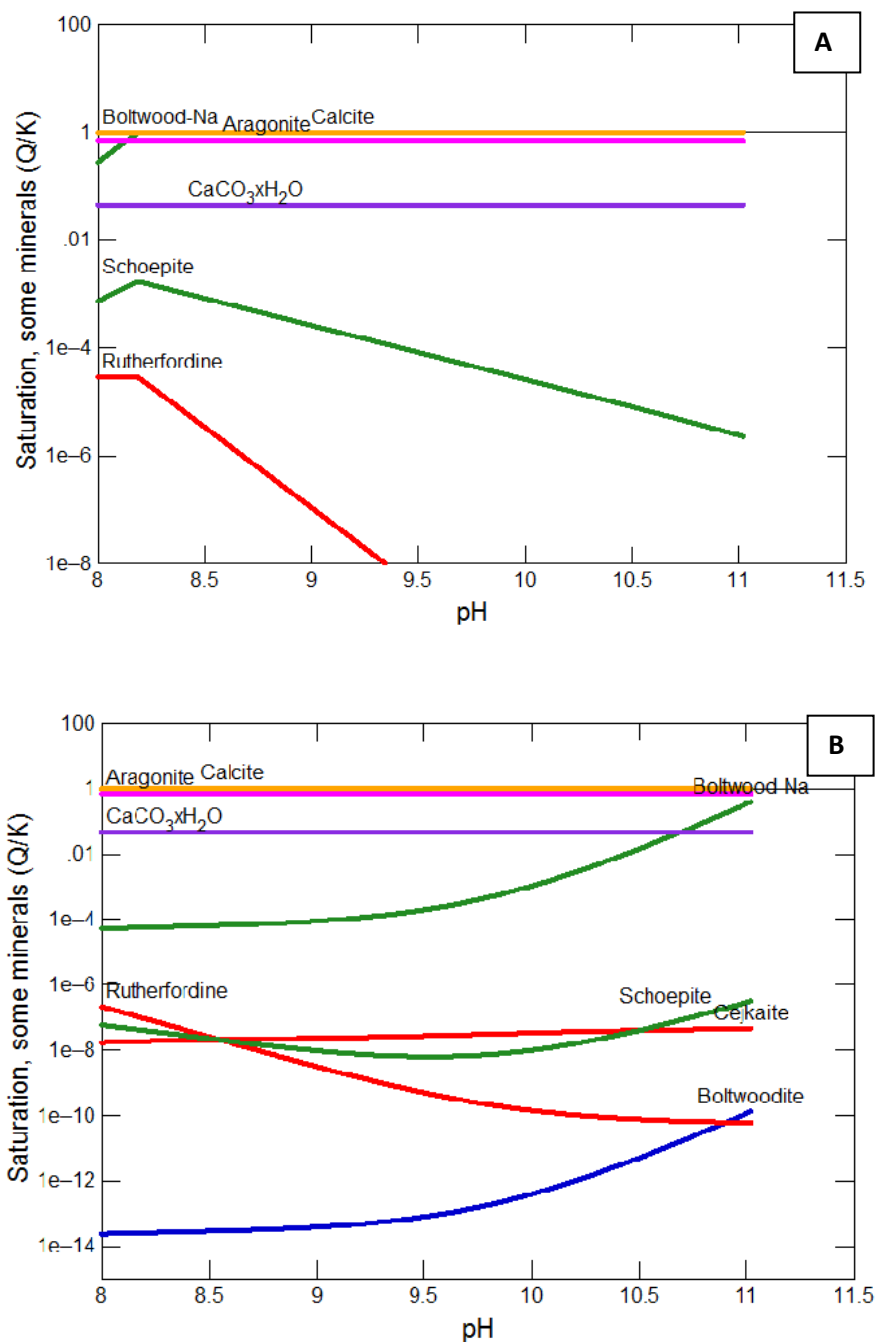 A
100
Boltwood-Na Aragonite Calcite
1
CaCO3xH2O
.01
Schoepite
1e–4
Rutherfordine
1e–6
1e–8
8 8.5 9 9.5 10 10.5 11 11.5
pH
Saturation, some minerals (Q/K)
B
100
Aragonite Calcite Boltwood Na
1
CaCO3xH2O
.01
1e–4
1e–6
Rutherfordine Schoepite
Cejkaite
1e–8
Boltwoodite
1e–10
1e–12
1e–14
8 8.5 9 9.5 10 10.5 11 11.5
pH
Saturation, some minerals (Q/K)